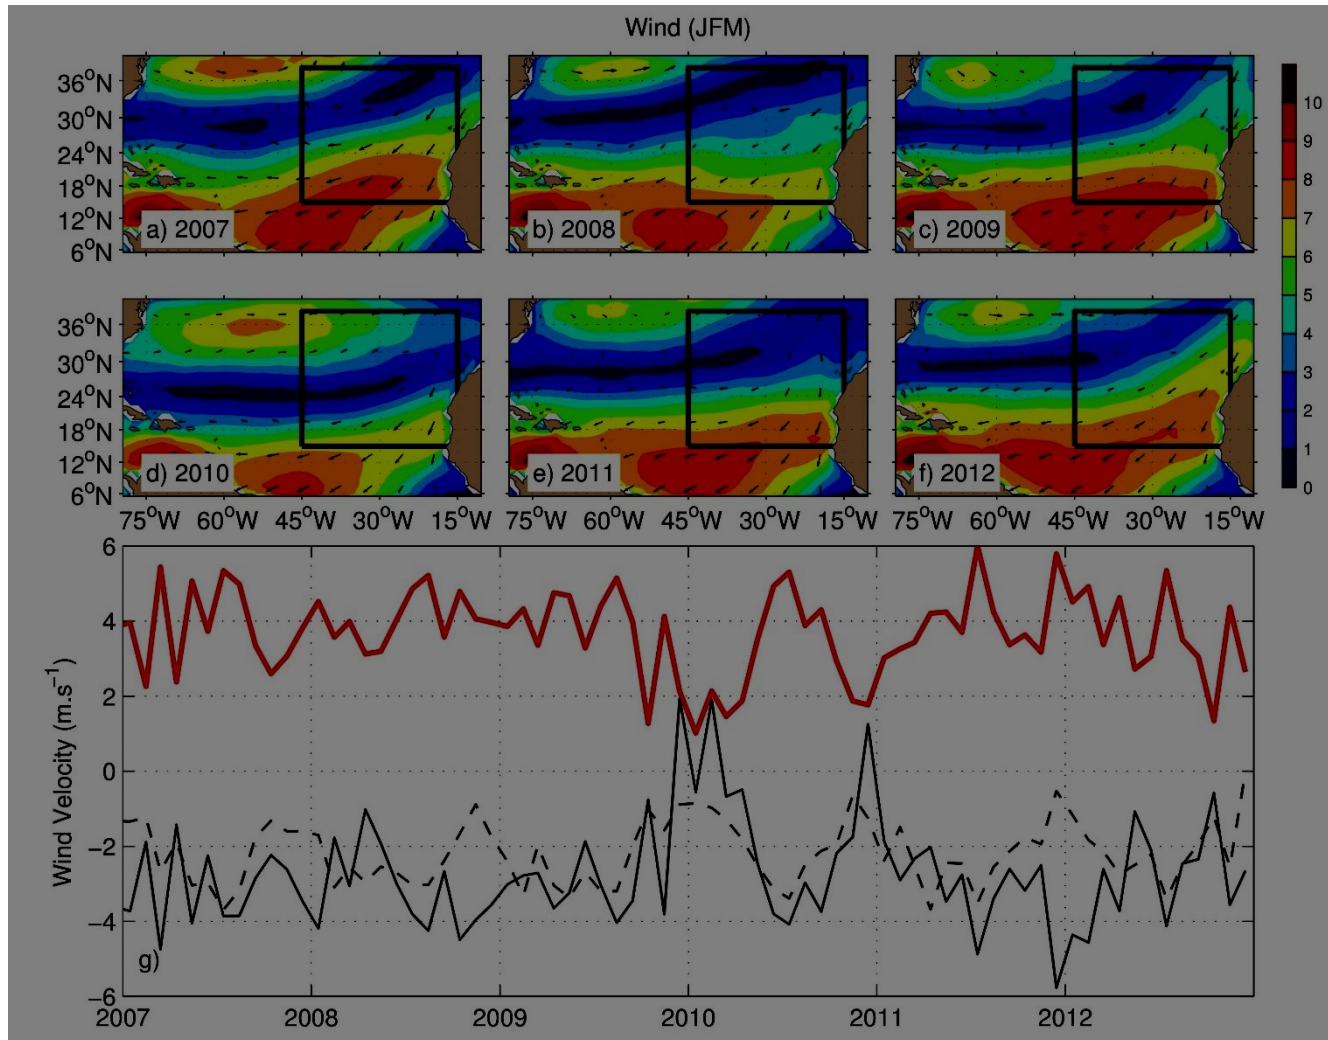 Wind (JFM)
36°N
30°N
24°N
18°N
12°N
6°N
a) 2007
b) 2008
c) 2009
10
9
8
7
6
5
4
3
2
1
0
36°N
30°N
24°N
18°N
12°N
6°N
d) 2010
e) 2011
f) 2012
75°W 60°W 45°W 30°W 15°W 75°W 60°W 45°W 30°W 15°W 75°W 60°W 45°W 30°W 15°W
Wind Velocity (m.s⁻¹)
6
4
2
0
−2
−4
−6
g)
2007 2008 2009 2010 2011 2012